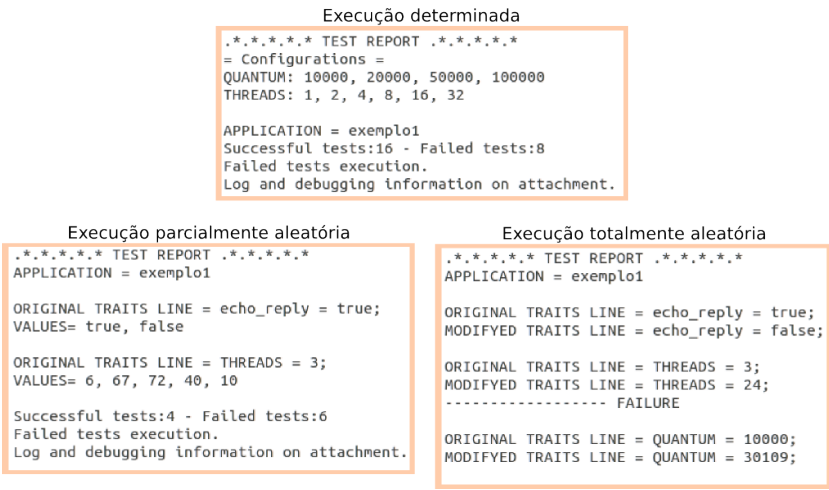 Execução determinada
.*.*.*.*.* TEST REPORT .*.*.*.*.*
= Configurations =
QUANTUM: 10000, 20000, 50000, 100000
THREADS: 1, 2, 4, 8, 16, 32
APPLICATION = exemplo1
Successful tests:16 - Failed tests:8
Failed tests execution.
Log and debugging information on attachment.
Execução parcialmente aleatória
.*.*.*.*.* TEST REPORT .*.*.*.*.*
APPLICATION = exemplo1
ORIGINAL TRAITS LINE = echo_reply = true;
VALUES= true, false
ORIGINAL TRAITS LINE = THREADS = 3;
VALUES= 6, 67, 72, 40, 10
Successful tests:4 - Failed tests:6
Failed tests execution.
Log and debugging information on attachment.
Execução totalmente aleatória
.*.*.*.*.* TEST REPORT .*.*.*.*.*
APPLICATION = exemplo1
ORIGINAL TRAITS LINE = echo_reply = true;
MODIFYED TRAITS LINE = echo_reply = false;
ORIGINAL TRAITS LINE = THREADS = 3;
MODIFYED TRAITS LINE = THREADS = 24;
------------------ FAILURE
ORIGINAL TRAITS LINE = QUANTUM = 10000;
MODIFYED TRAITS LINE = QUANTUM = 30109;